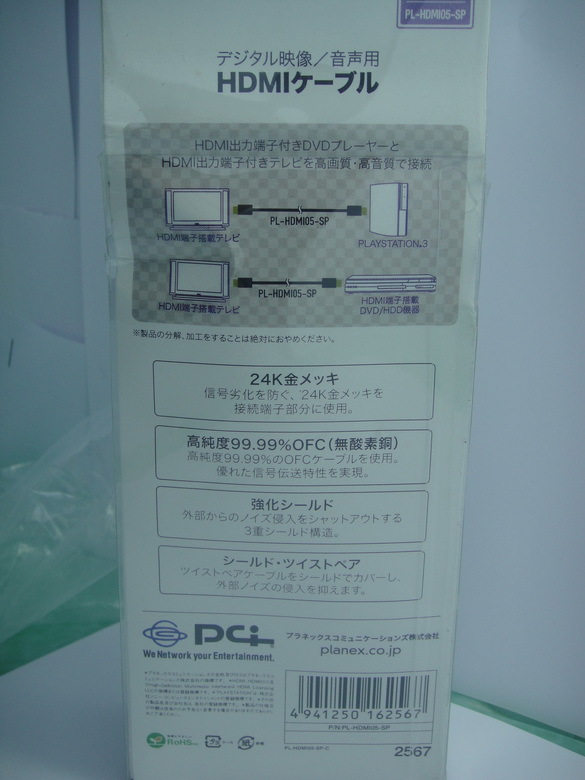 PL-HDMI05-SP
デジタル映像／音声用
HDMIケーブル
HDMI出力端子付きDVDプレーヤーと
HDMI出力端子付きテレビを高画質・高音質で接続
PL-HDMI05-SP
HDMI端子搭載テレビ
PLAYSTATION.3
PL-HDMI05-SP
HDMI端子搭載テレビ
HDMI端子搭載
DVD/HDD機器
※製品の分解、加工をすることは絶対におやめください。
24K金メッキ
信号劣化を防ぐ、24K金メッキを
接続端子部分に使用。
高純度99.99%OFC(無酸素銅)
高純度99.99%のOFCケーブルを使用。
優れた信号伝送特性を実現。
強化シールド
外部からのノイズ侵入をシャットアウトする
3重シールド構造。
シールド・ツイストペア
ツイストペアケーブルをシールドでカバーし、
外部ノイズの侵入を抑えます。
PCi
We Network your Entertainment.
プラネックスコミュニケーションズ株式会社
planex.co.jp
4 941250 162567
P/N:PL-HDMI05-SP
RoHS
PL-HDMI05-SP-C
2567